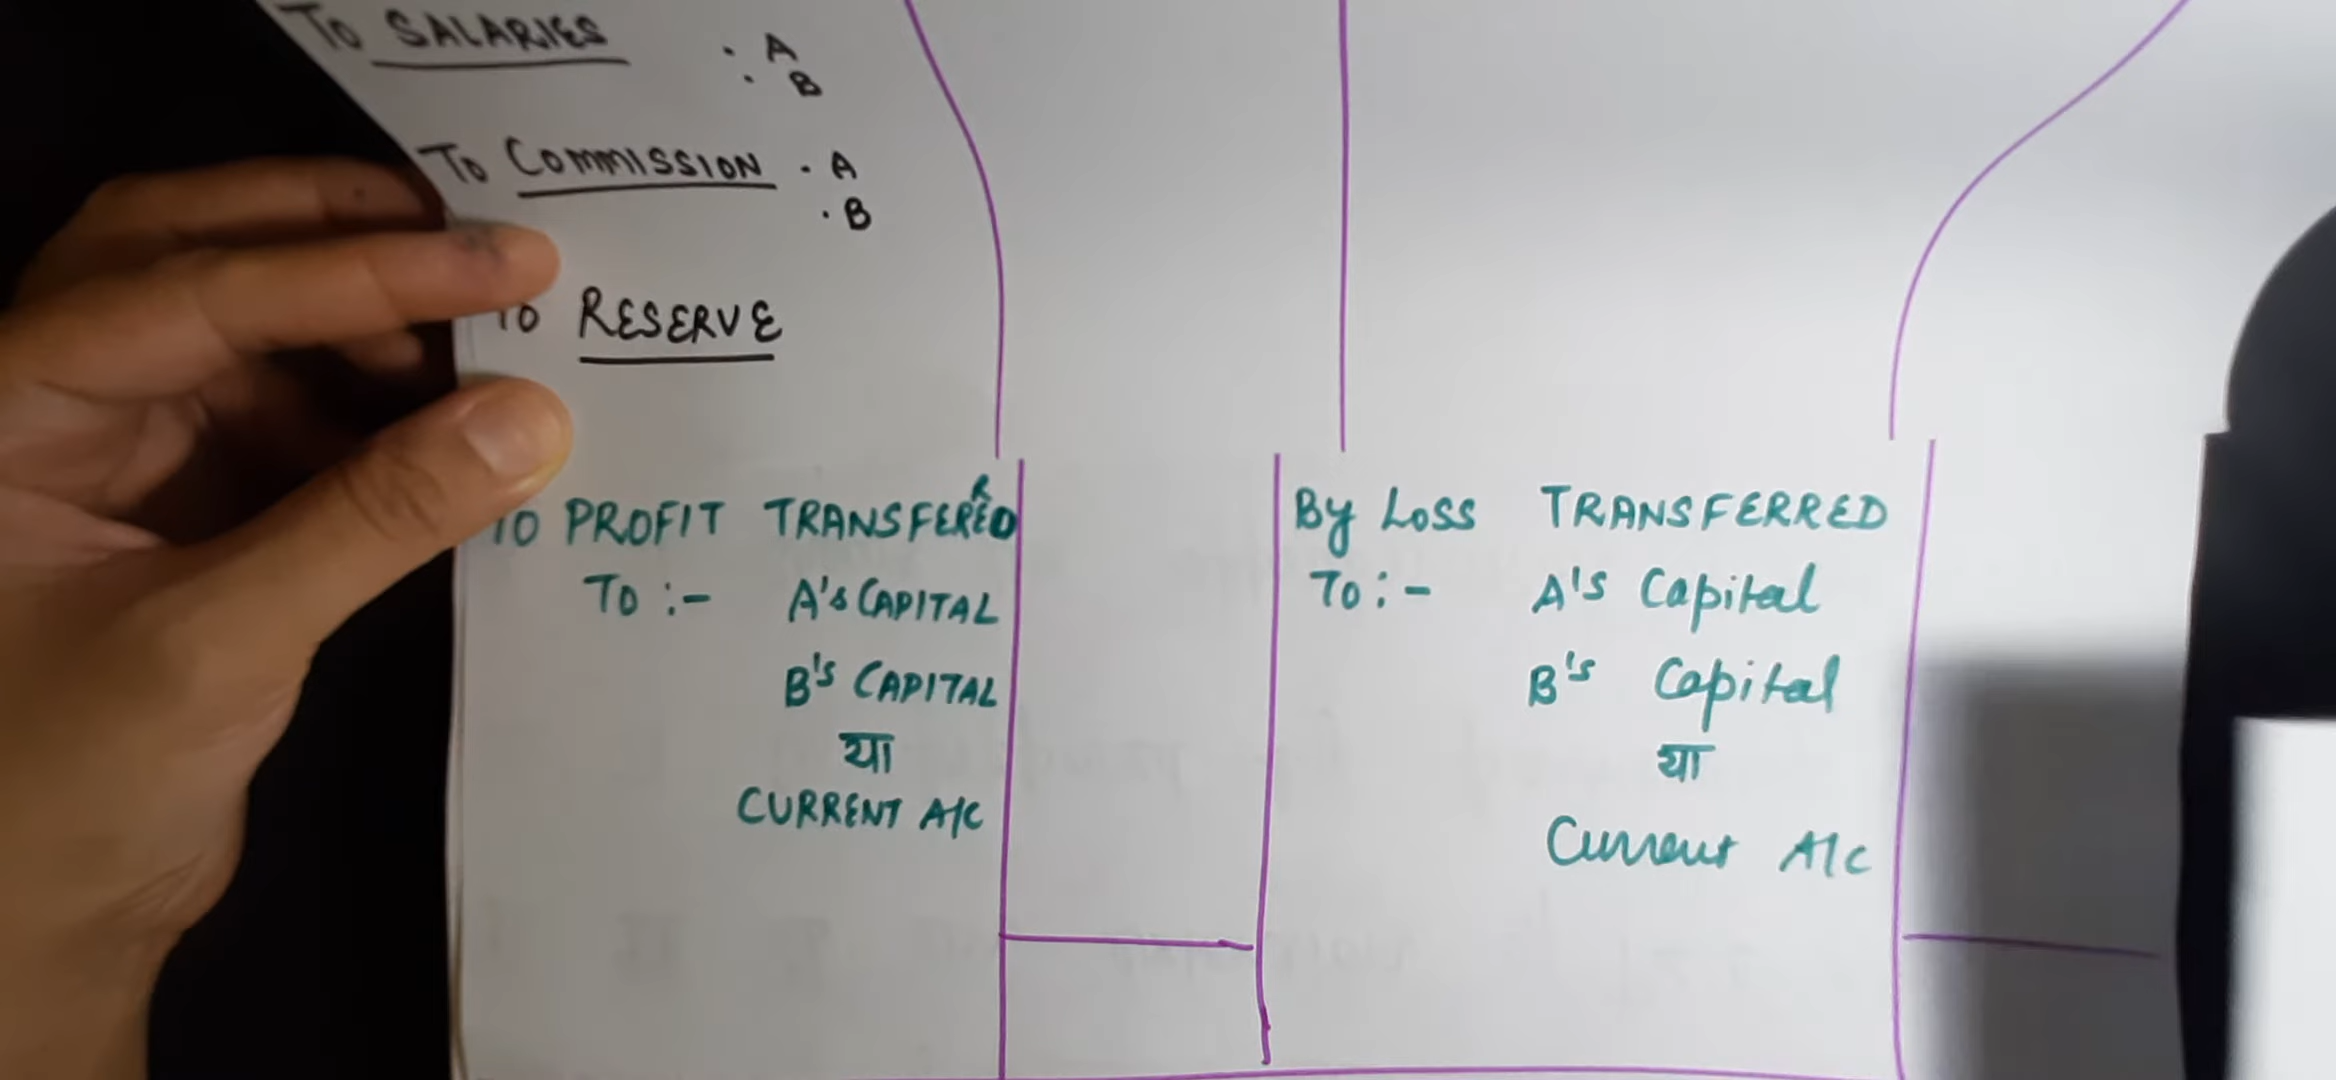 To SALARIES . A
. B
To COMMISSION . A
. B
To RESERVE
TO PROFIT TRANSFERRED
To :- A's CAPITAL
B's CAPITAL
या
CURRENT A/C
By Loss TRANSFERRED
To :- A's Capital
B's Capital
या
Current A/C